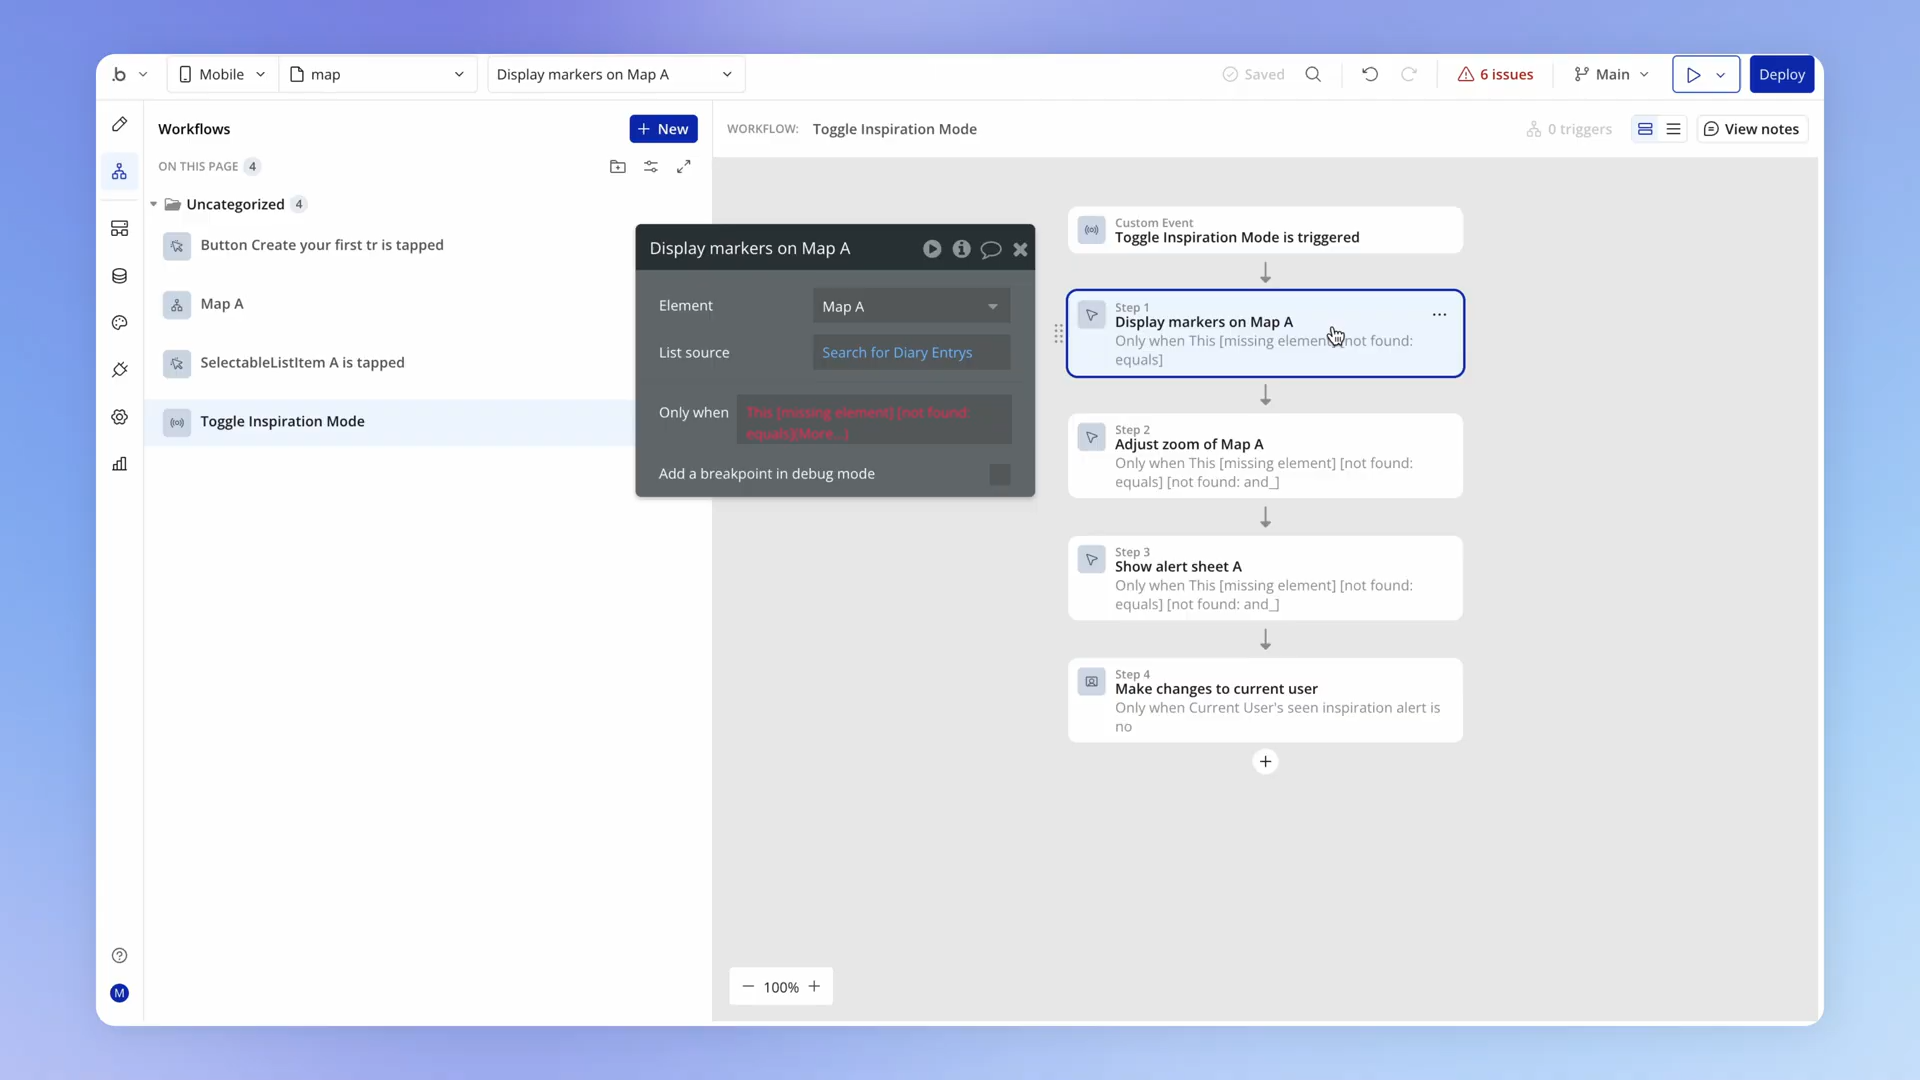 .b
Mobile
map
Display markers on Map A
Saved
6 issues
Main
Deploy
Workflows
+ New
ON THIS PAGE 4
Uncategorized 4
Button Create your first tr is tapped
Map A
SelectableListItem A is tapped
Toggle Inspiration Mode
WORKFLOW: Toggle Inspiration Mode
0 triggers
View notes
Display markers on Map A
Element
Map A
List source
Search for Diary Entrys
Only when
This [missing element] [not found:
equals](More...)
Add a breakpoint in debug mode
Custom Event
Toggle Inspiration Mode is triggered
Step 1
Display markers on Map A
Only when This [missing element] [not found:
equals]
Step 2
Adjust zoom of Map A
Only when This [missing element] [not found:
equals] [not found: and_]
Step 3
Show alert sheet A
Only when This [missing element] [not found:
equals] [not found: and_]
Step 4
Make changes to current user
Only when Current User's seen inspiration alert is
no
M
100%